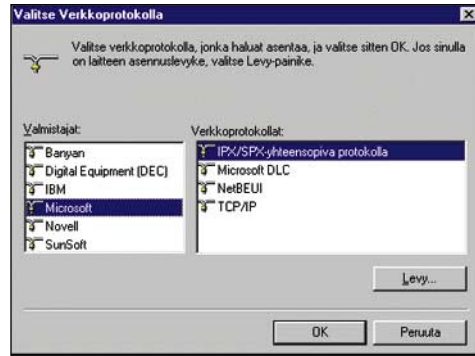 Valitse Verkkoprotokolla
Valitse verkkoprotokolla, jonka haluat asentaa, ja valitse sitten OK. Jos sinulla
on laitteen asennuslevyke, valitse Levy-painike.
Valmistajat:
Banyan
Digital Equipment (DEC)
IBM
Microsoft
Novell
SunSoft
Verkkoprotokollat:
IPX/SPX-yhteensopiva protokolla
Microsoft DLC
NetBEUI
TCP/IP
Levy...
OK
Peruuta